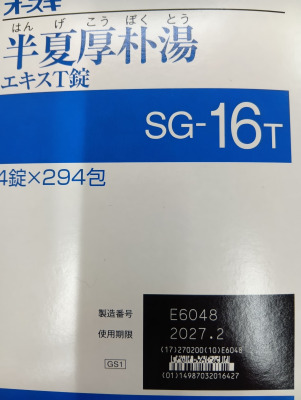 オースギ
はん げ こう ぼく とう
半夏厚朴湯
エキスT錠
SG-16T
4錠×294包
製造番号 E6048
使用期限 2027.2
(17)270200(10)E6048
GS1
(01)14987032016427